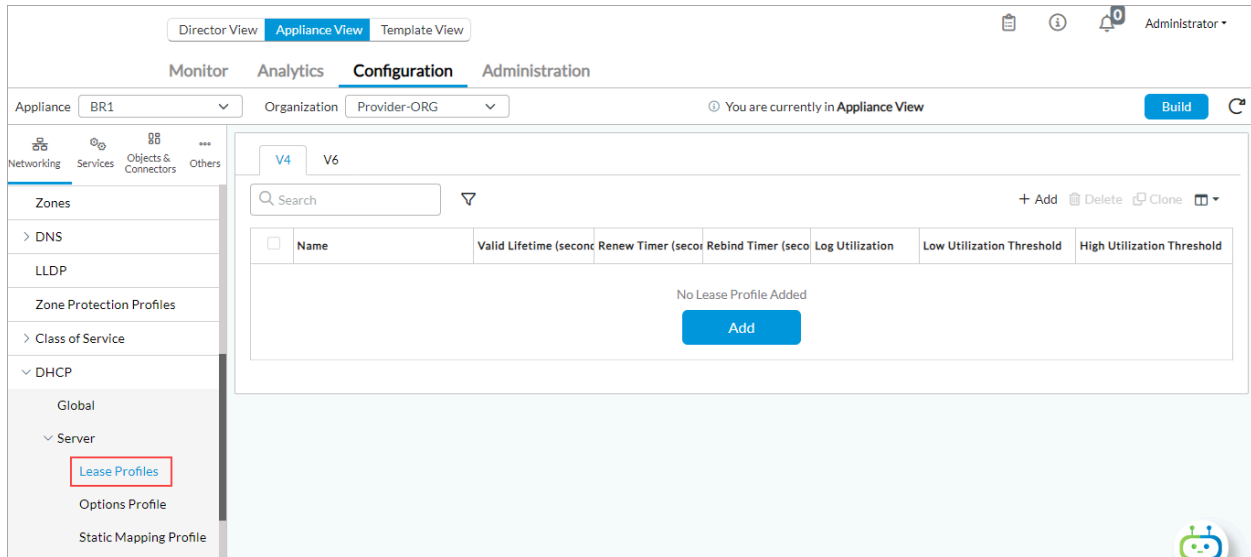 Director View Appliance View Template View
0
Administrator
Monitor Analytics Configuration Administration
Appliance BR1 Organization Provider-ORG
You are currently in Appliance View
Build
Networking Services Objects & Connectors Others
Zones
DNS
LLDP
Zone Protection Profiles
Class of Service
DHCP
Global
Server
Lease Profiles
Options Profile
Static Mapping Profile
V4 V6
Search
+ Add Delete Clone
Name Valid Lifetime (second Renew Timer (secon Rebind Timer (seco Log Utilization Low Utilization Threshold High Utilization Threshold
No Lease Profile Added
Add